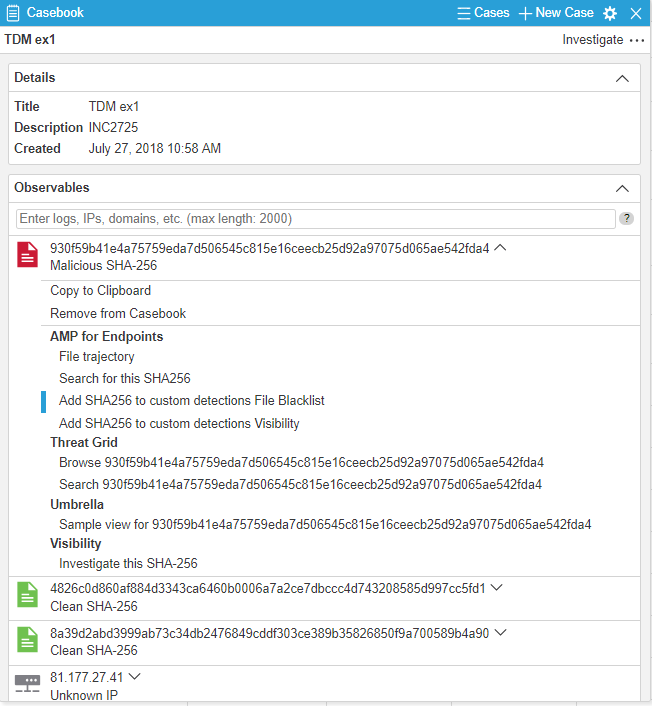 Casebook
Cases
New Case
TDM ex1
Investigate ...
Details
Title TDM ex1
Description INC2725
Created July 27, 2018 10:58 AM
Observables
Enter logs, IPs, domains, etc. (max length: 2000) ?
930f59b41e4a75759eda7d506545c815e16ceecb25d92a97075d065ae542fda4
Malicious SHA-256
Copy to Clipboard
Remove from Casebook
AMP for Endpoints
File trajectory
Search for this SHA256
Add SHA256 to custom detections File Blacklist
Add SHA256 to custom detections Visibility
Threat Grid
Browse 930f59b41e4a75759eda7d506545c815e16ceecb25d92a97075d065ae542fda4
Search 930f59b41e4a75759eda7d506545c815e16ceecb25d92a97075d065ae542fda4
Umbrella
Sample view for 930f59b41e4a75759eda7d506545c815e16ceecb25d92a97075d065ae542fda4
Visibility
Investigate this SHA-256
4826c0d860af884d3343ca6460b0006a7a2ce7dbccc4d743208585d997cc5fd1
Clean SHA-256
8a39d2abd3999ab73c34db2476849cddf303ce389b35826850f9a700589b4a90
Clean SHA-256
81.177.27.41
Unknown IP